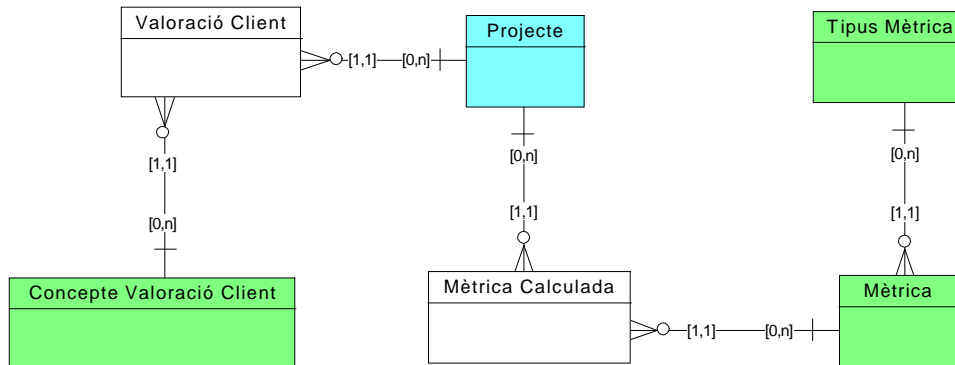 Valoració Client
Projecte
Tipus Mètrica
[1,1]
[0,n]
[1,1]
[0,n]
[0,n]
[0,n]
[1,1]
[1,1]
Concepte Valoració Client
Mètrica Calculada
Mètrica
[1,1]
[0,n]